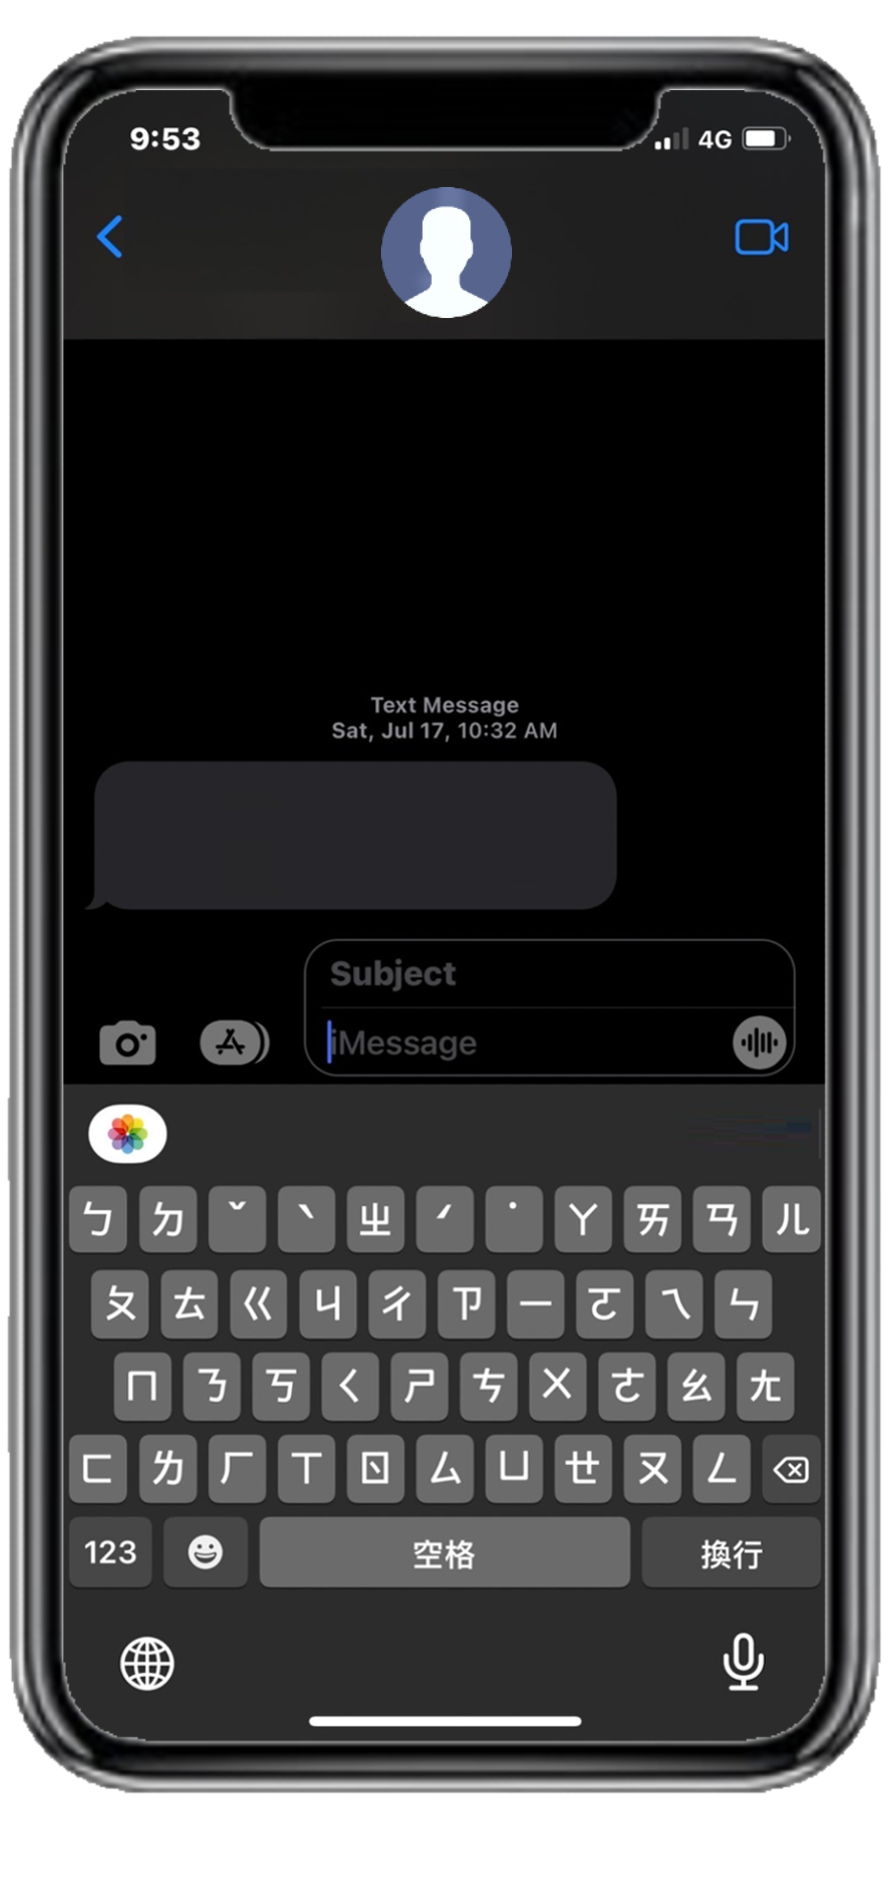 9:53 4G
Text Message
Sat, Jul 17, 10:32 AM
Subject
iMessage
ㄅ ㄉ ˇ ˋ ㄓ ˊ ˙ ㄚ ㄞ ㄢ ㄦ
ㄆ ㄊ ㄍ ㄐ ㄔ ㄗ ㄧ ㄛ ㄟ ㄣ
ㄇ ㄋ ㄎ ㄑ ㄕ ㄘ ㄨ ㄜ ㄠ ㄤ
ㄈ ㄌ ㄏ ㄒ ㄖ ㄙ ㄩ ㄝ ㄡ ㄥ
123 空格 換行